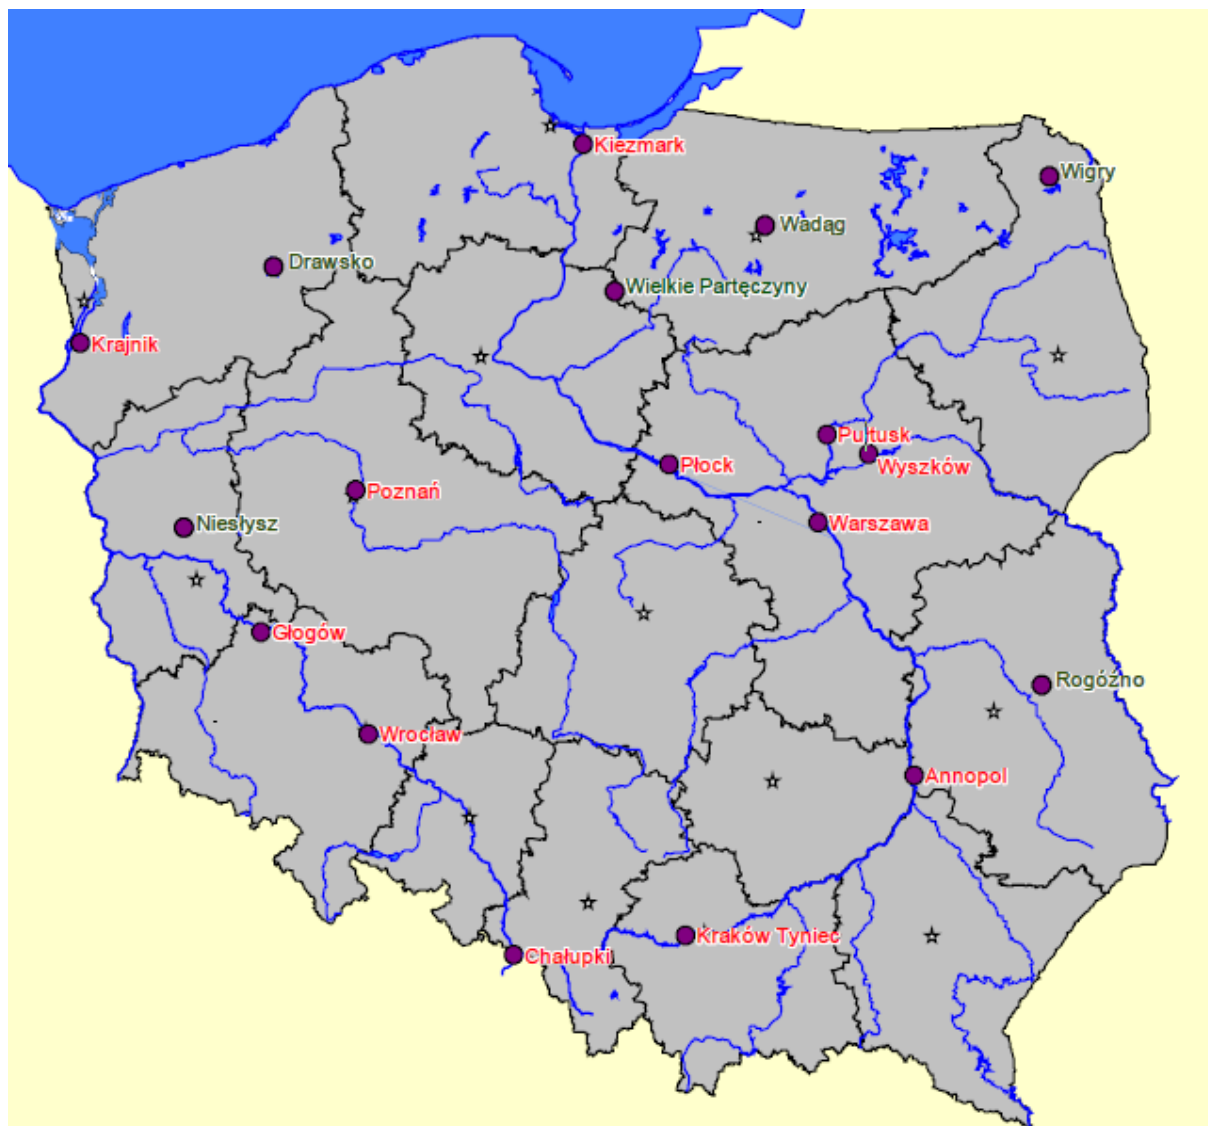 Kiezmark
Wigry
Wadąg
Drawsko
Wielkie Partęczyny
Krajnik
Pułtusk
Wyszków
Płock
Poznań
Niesłysz
Warszawa
Głogów
Rogóźno
Wrocław
Annopol
Kraków Tyniec
Chałupki